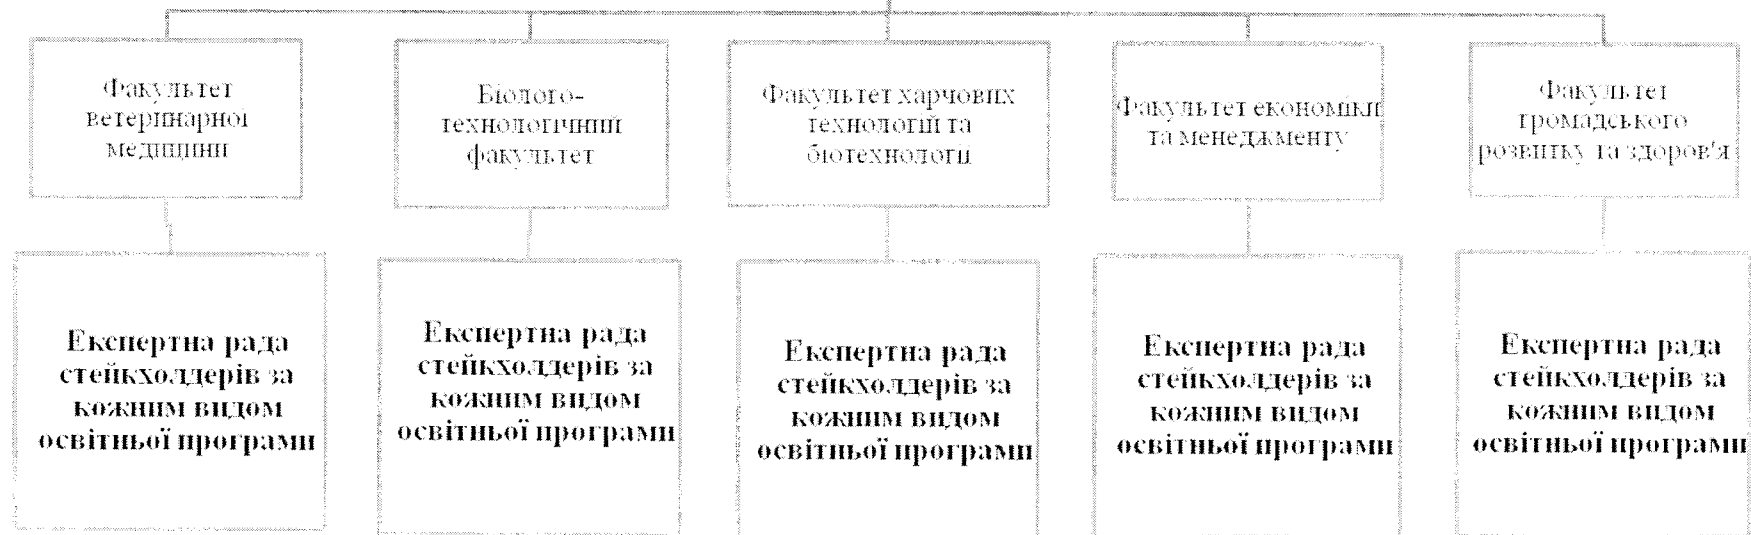 Факультет
ветеринарної
медицини
Біолого-
технологічний
факультет
Факультет харчових
технологій та
біотехнології
Факультет економіки
та менеджменту
Факультет
громадського
розвитку та здоров'я
Експертна рада
стейкхолдерів за
кожним видом
освітньої програми
Експертна рада
стейкхолдерів за
кожним видом
освітньої програми
Експертна рада
стейкхолдерів за
кожним видом
освітньої програми
Експертна рада
стейкхолдерів за
кожним видом
освітньої програми
Експертна рада
стейкхолдерів за
кожним видом
освітньої програми